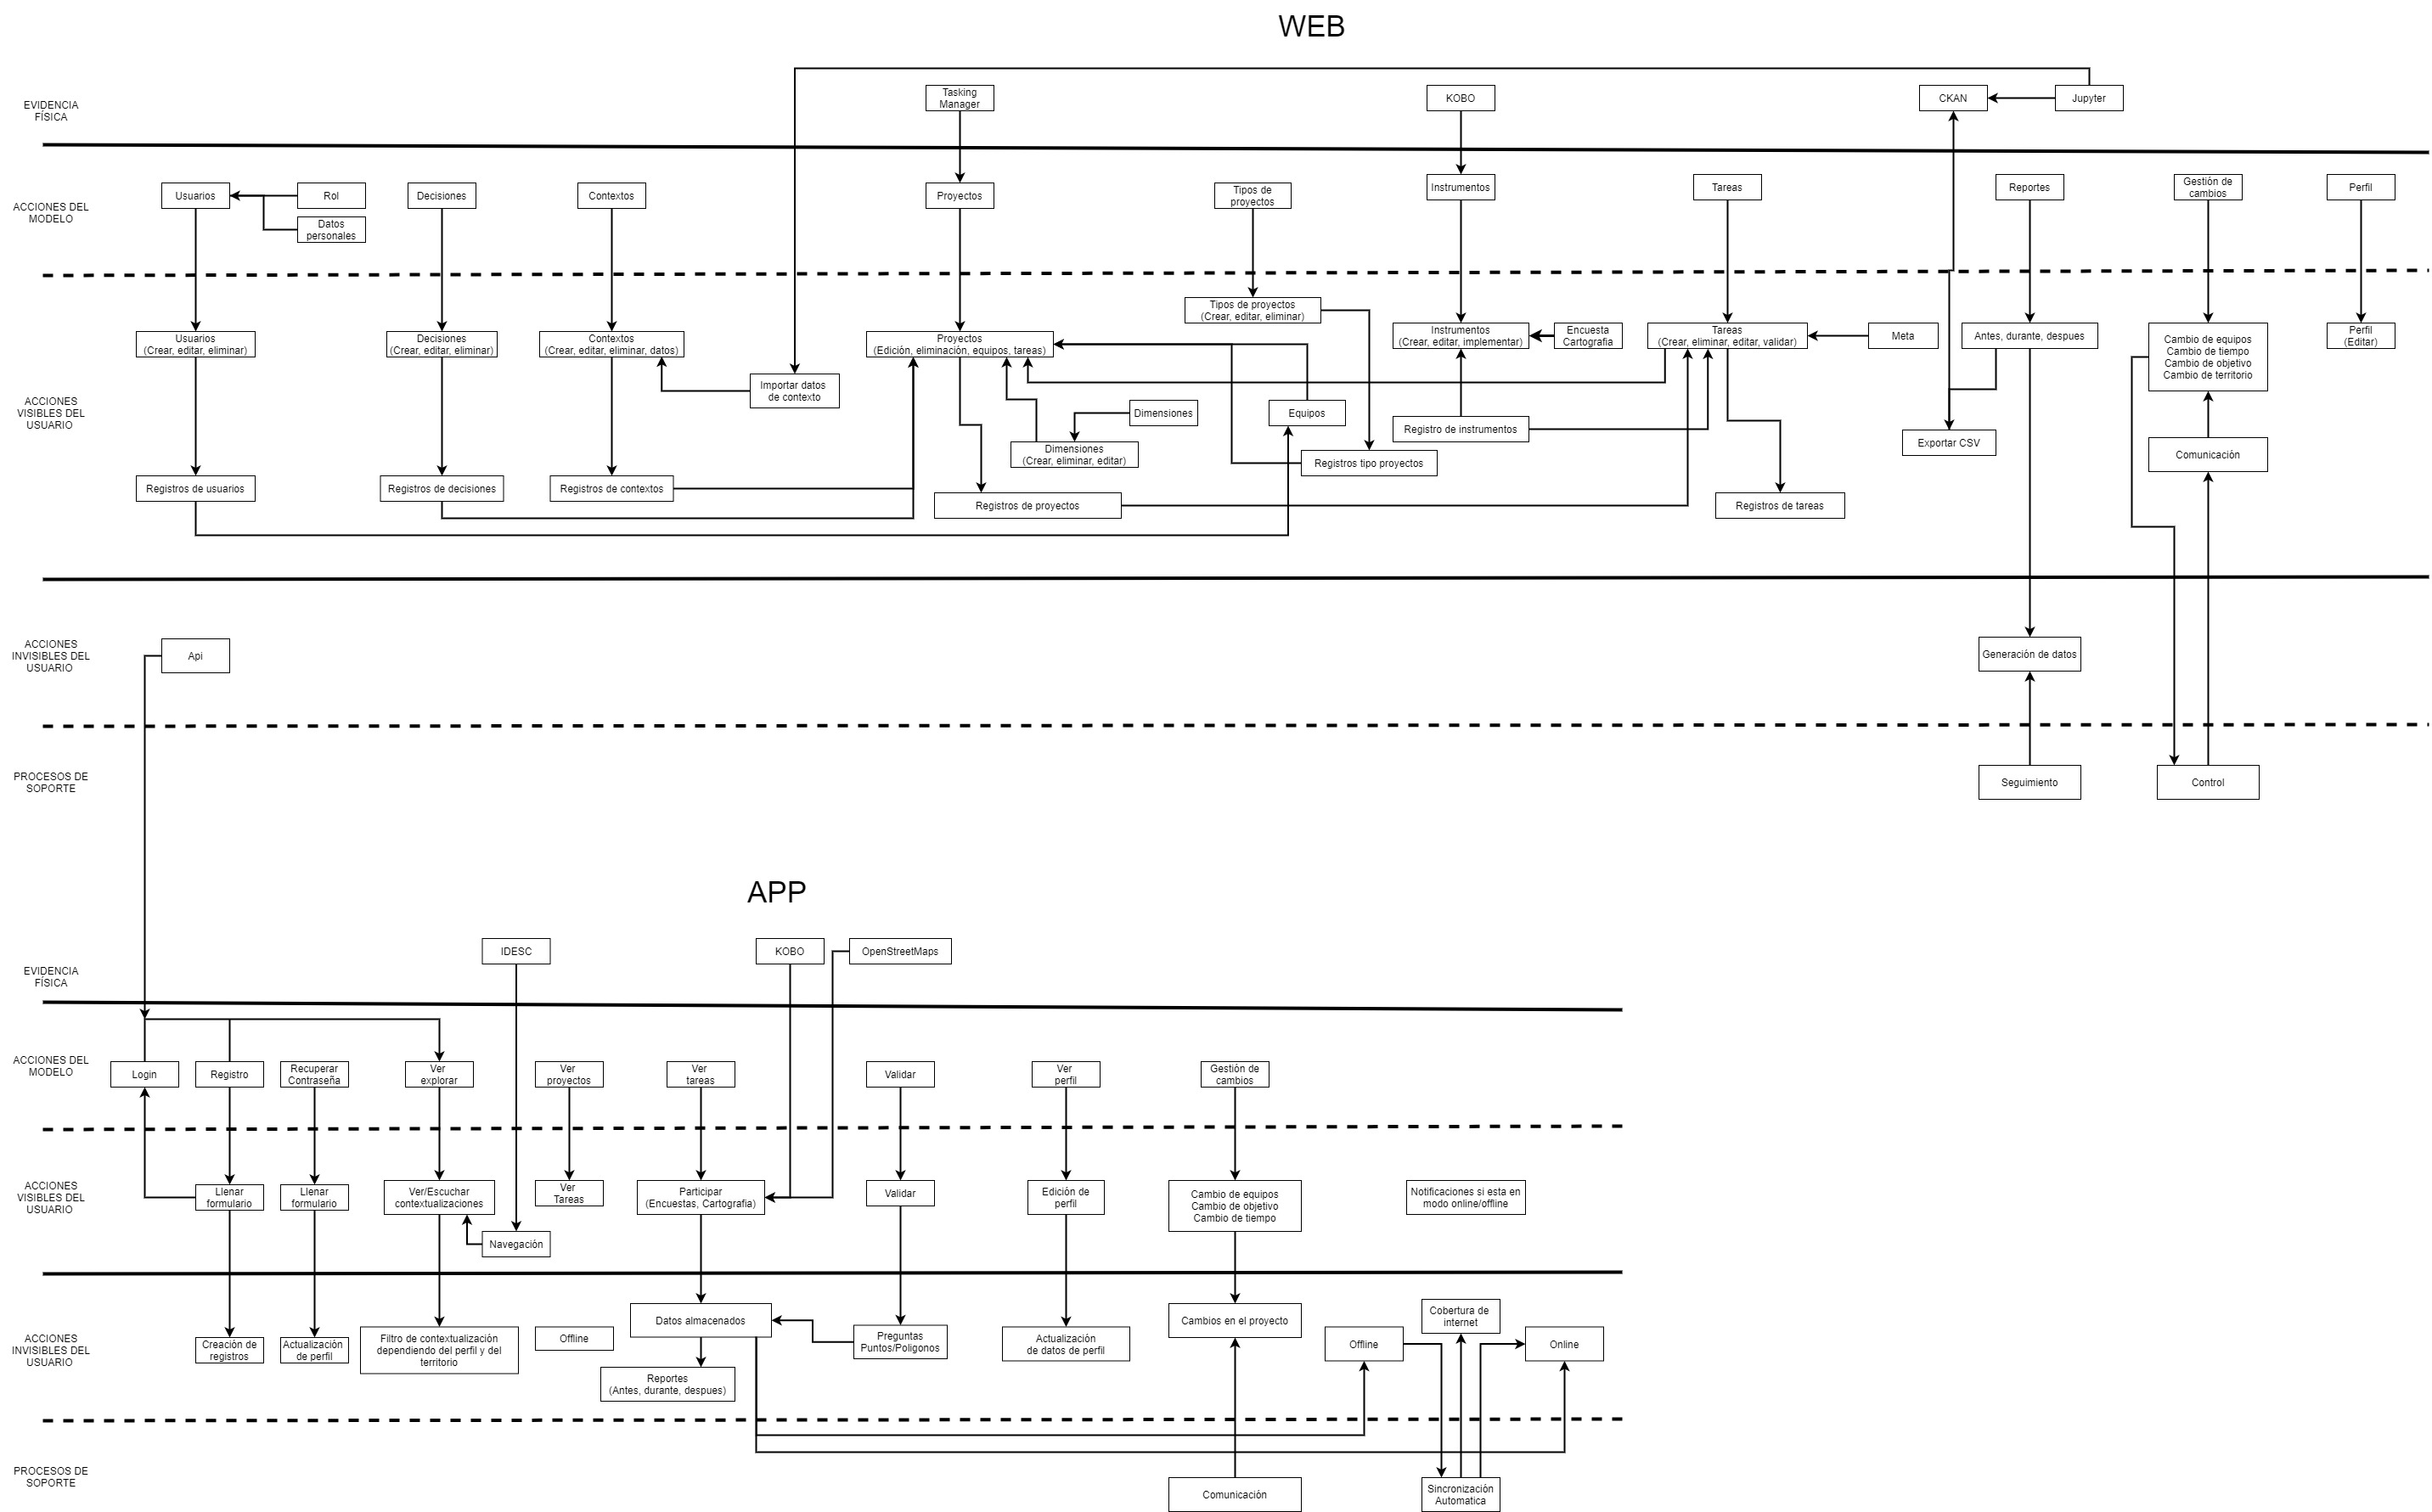 WEB
EVIDENCIA
FÍSICA
Tasking
Manager
KOBO
CKAN
Jupyter
ACCIONES DEL
MODELO
Usuarios
Rol
Datos
personales
Decisiones
Contextos
Proyectos
Tipos de
proyectos
Instrumentos
Tareas
Reportes
Gestión de
cambios
Perfil
ACCIONES
VISIBLES DEL
USUARIO
Usuarios
(Crear, editar, eliminar)
Decisiones
(Crear, editar, eliminar)
Contextos
(Crear, editar, eliminar, datos)
Importar datos
de contexto
Proyectos
(Edición, eliminación, equipos, tareas)
Tipos de proyectos
(Crear, editar, eliminar)
Instrumentos
(Crear, editar, implementar)
Encuesta
Cartografia
Tareas
(Crear, eliminar, editar, validar)
Meta
Antes, durante, despues
Cambio de equipos
Cambio de tiempo
Cambio de objetivo
Cambio de territorio
Perfil
(Editar)
Dimensiones
Dimensiones
(Crear, eliminar, editar)
Equipos
Registros tipo proyectos
Registro de instrumentos
Exportar CSV
Comunicación
Registros de usuarios
Registros de decisiones
Registros de contextos
Registros de proyectos
Registros de tareas
ACCIONES
INVISIBLES DEL
USUARIO
Api
Generación de datos
PROCESOS DE
SOPORTE
Seguimiento
Control
APP
EVIDENCIA
FÍSICA
IDESC
KOBO
OpenStreetMaps
ACCIONES DEL
MODELO
Login
Registro
Recuperar
Contraseña
Ver
explorar
Ver
proyectos
Ver
tareas
Validar
Ver
perfil
Gestión de
cambios
ACCIONES
VISIBLES DEL
USUARIO
Llenar
formulario
Llenar
formulario
Ver/Escuchar
contextualizaciones
Navegación
Ver
Tareas
Participar
(Encuestas, Cartografia)
Validar
Edición de
perfil
Cambio de equipos
Cambio de objetivo
Cambio de tiempo
Notificaciones si esta en
modo online/offline
ACCIONES
INVISIBLES DEL
USUARIO
Creación de
registros
Actualización
de perfil
Filtro de contextualización
dependiendo del perfil y del
territorio
Offline
Datos almacenados
Reportes
(Antes, durante, despues)
Preguntas
Puntos/Poligonos
Actualización
de datos de perfil
Cambios en el proyecto
Offline
Cobertura de
internet
Online
PROCESOS DE
SOPORTE
Comunicación
Sincronización
Automatica